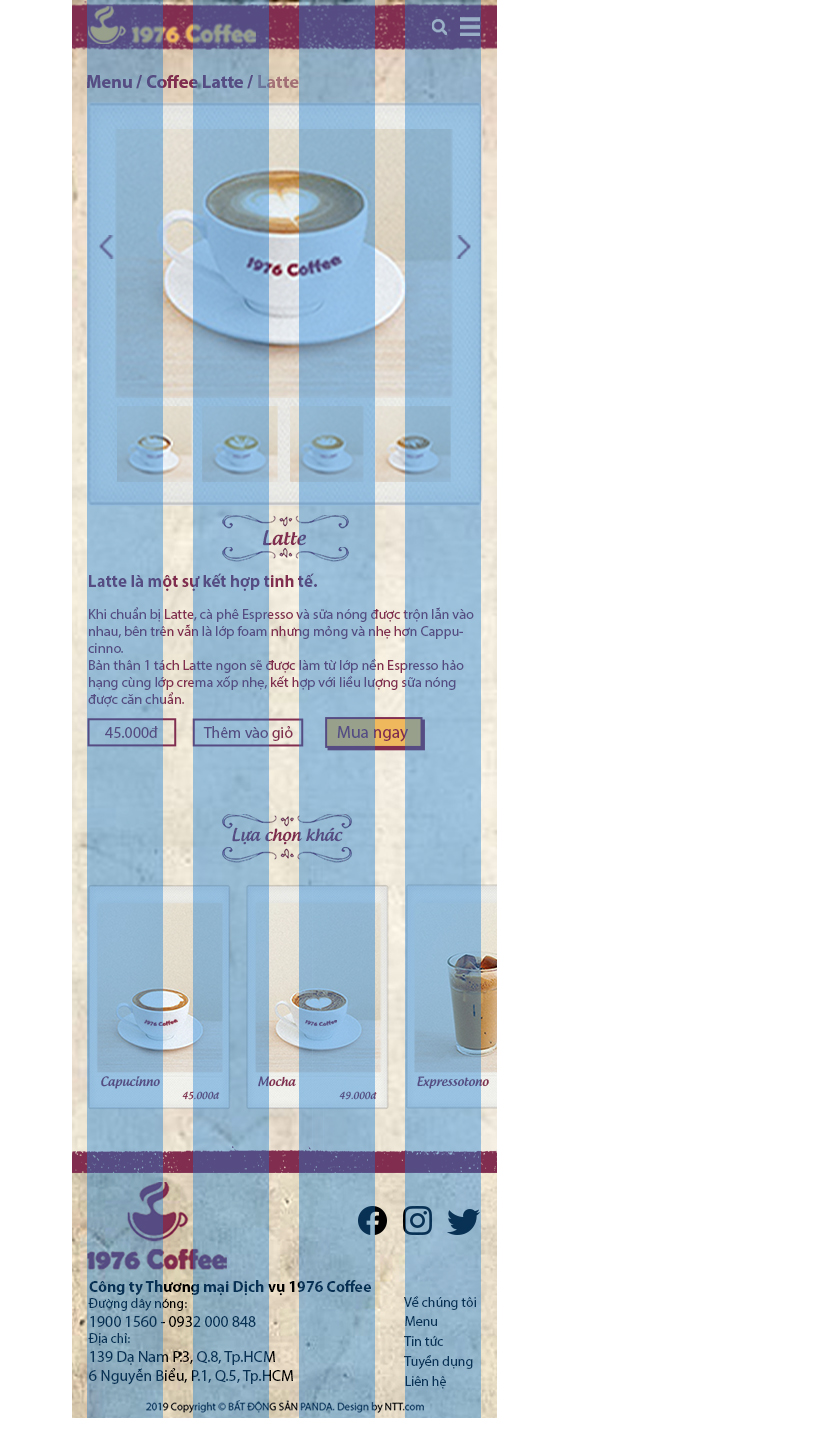 1976 Coffee
Menu / Coffee Latte / Latte
1976 Coffee
Latte
Latte là một sự kết hợp tinh tế.
Khi chuẩn bị Latte, cà phê Espresso và sữa nóng được trộn lẫn vào
nhau, bên trên vẫn là lớp foam nhưng mỏng và nhẹ hơn Cappu-
cinno.
Bản thân 1 tách Latte ngon sẽ được làm từ lớp nền Espresso hảo
hạng cùng lớp crema xốp nhẹ, kết hợp với liều lượng sữa nóng
được căn chuẩn.
45.000đ Thêm vào giỏ Mua ngay
Lựa chọn khác
1976 Coffee 1976 Coffee
Capucinno Mocha Expressotono
45.000đ 49.000đ
1976 Coffee
Công ty Thương mại Dịch vụ 1976 Coffee
Đường dây nóng:
1900 1560 - 0932 000 848
Địa chỉ:
139 Dạ Nam P.3, Q.8, Tp.HCM
6 Nguyễn Biểu, P.1, Q.5, Tp.HCM
Về chúng tôi
Menu
Tin tức
Tuyển dụng
Liên hệ
2019 Copyright © BẤT ĐỘNG SẢN PANDA. Design by NTT.com